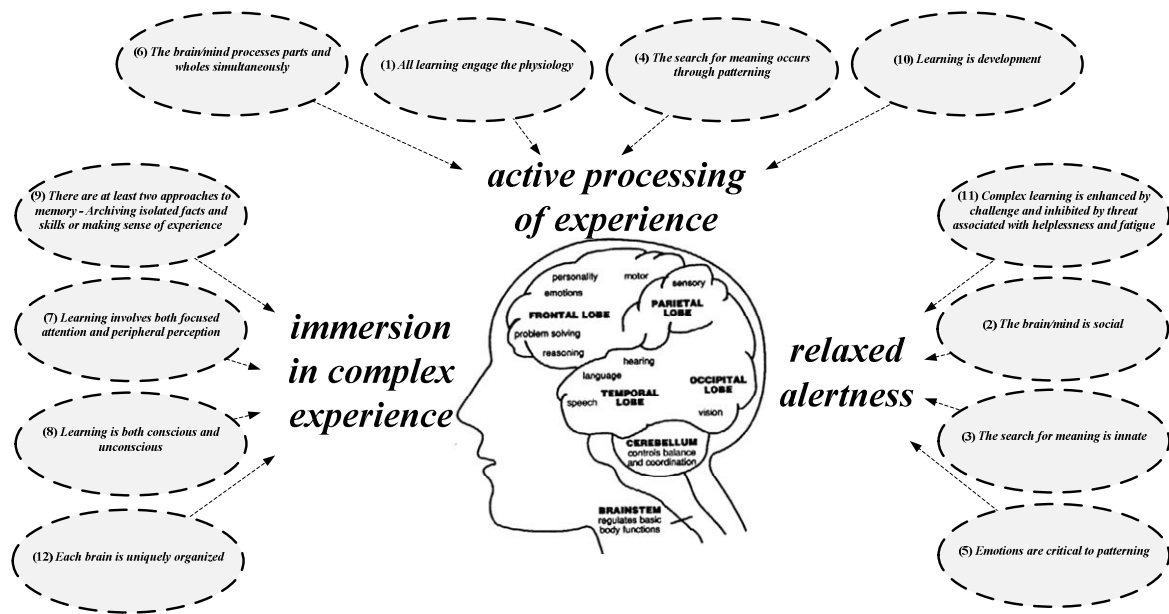 (6) The brain/mind processes parts and
wholes simultaneously
(1) All learning engage the physiology
(4) The search for meaning occurs
through patterning
(10) Learning is development
active processing
of experience
(9) There are at least two approaches to
memory - Archiving isolated facts and
skills or making sense of experience
(7) Learning involves both focused
attention and peripheral perception
(8) Learning is both conscious and
unconscious
(12) Each brain is uniquely organized
immersion
in complex
experience
personality
motor
sensory
emotions
FRONTAL LOBE
PARIETAL
LOBE
problem solving
reasoning
hearing
language
OCCIPITAL
LOBE
TEMPORAL
LOBE
speech
vision
CEREBELLUM
controls balance
and coordination
BRAINSTEM
regulates basic
body functions
relaxed
alertness
(11) Complex learning is enhanced by
challenge and inhibited by threat
associated with helplessness and fatigue
(2) The brain/mind is social
(3) The search for meaning is innate
(5) Emotions are critical to patterning